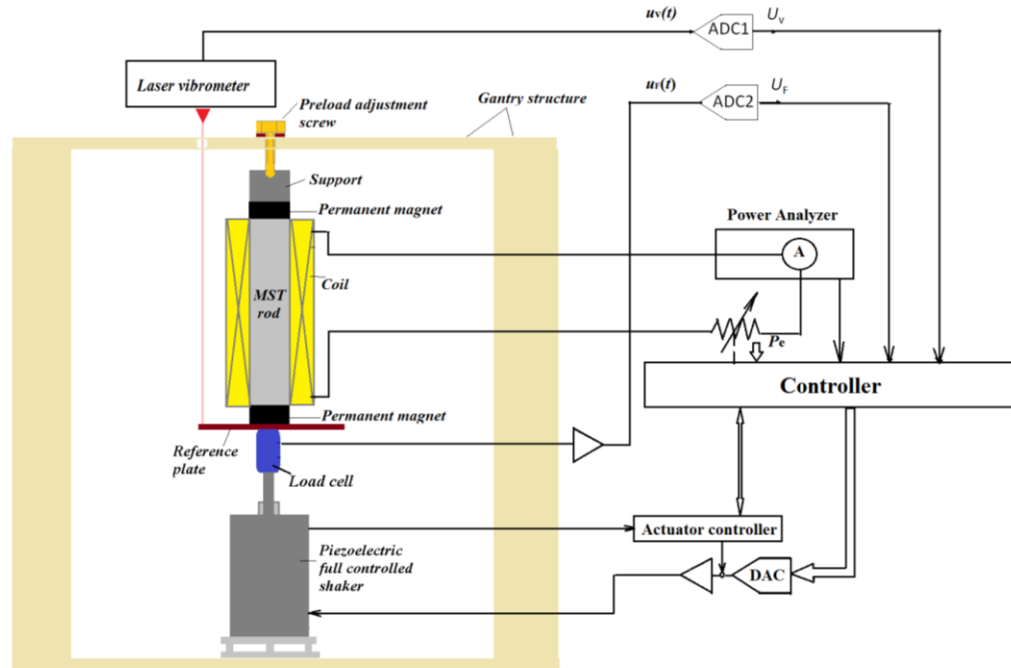 uv(t)
ADC1
Uv
Laser vibrometer
uF(t)
ADC2
UF
Preload adjustment
screw
Gantry structure
Support
Permanent magnet
Power Analyzer
A
Coil
MST
rod
Pe
Controller
Permanent magnet
Reference
plate
Load cell
Actuator controller
Piezoelectric
full controlled
shaker
DAC